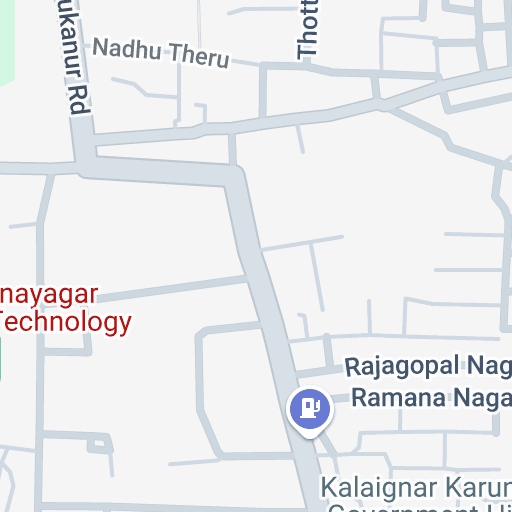 ukanur Rd
Nadhu Theru
Thott
nayagar
Technology
Rajagopal Nag
Ramana Naga
Kalaignar Karun
Government Hi